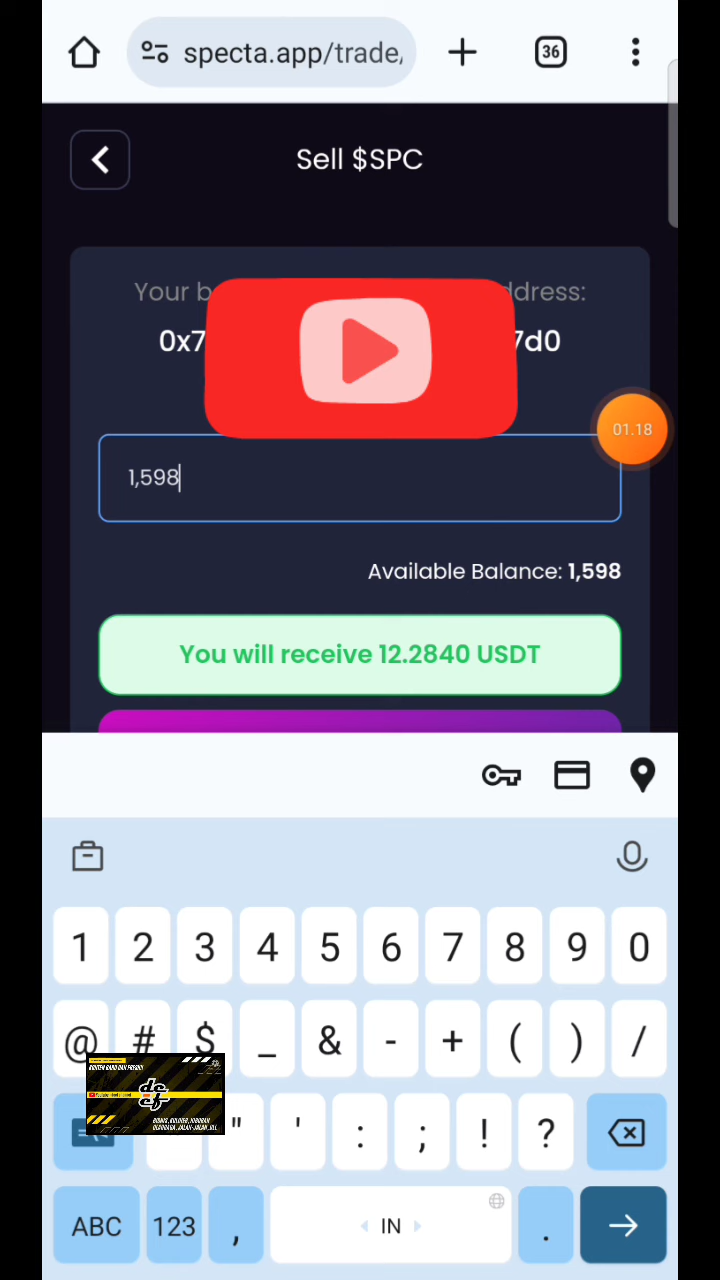 specta.app/trade,
36
Sell $SPC
Your b ddress:
0x7 7d0
01.18
1,598
Available Balance: 1,598
You will receive 12.2840 USDT
1 2 3 4 5 6 7 8 9 0
@ # $ _ & - + ( ) /
" ' : ; ! ?
ABC 123 , IN .